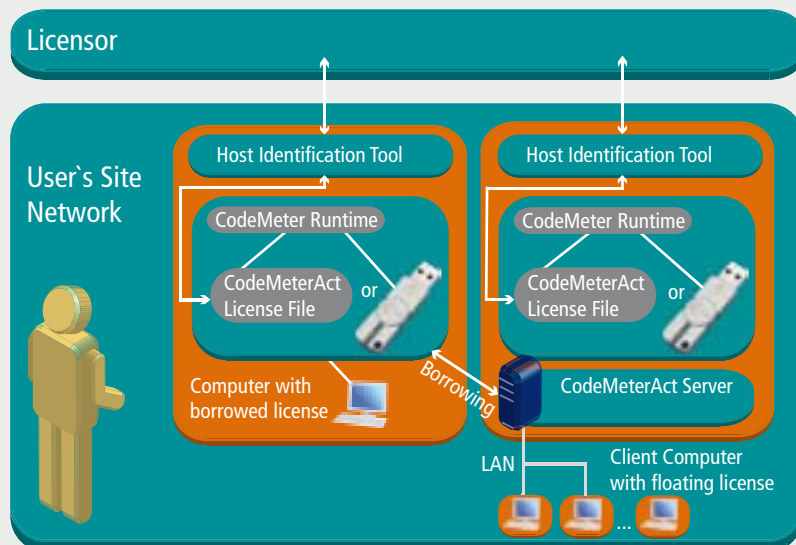 Licensor
User`s Site
Network
Host Identification Tool
CodeMeter Runtime
CodeMeterAct
License File
or
Computer with
borrowed license
Borrowing
Host Identification Tool
CodeMeter Runtime
CodeMeterAct
License File
or
CodeMeterAct Server
LAN
Client Computer
with floating license
...